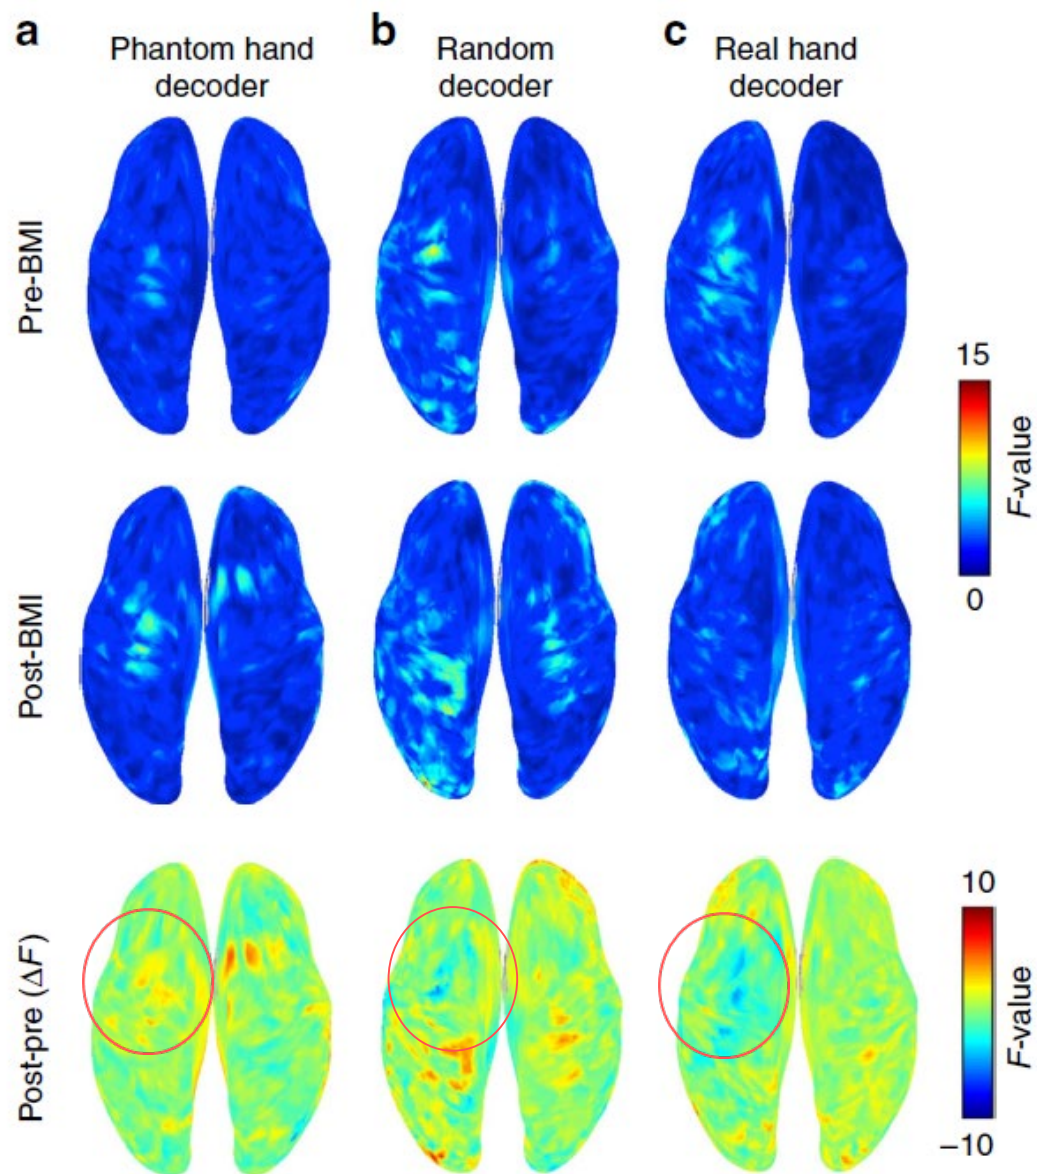 a
Phantom hand
decoder
b
Random
decoder
c
Real hand
decoder
Pre-BMI
15
F-value
0
Post-BMI
Post-pre (ΔF)
10
F-value
−10